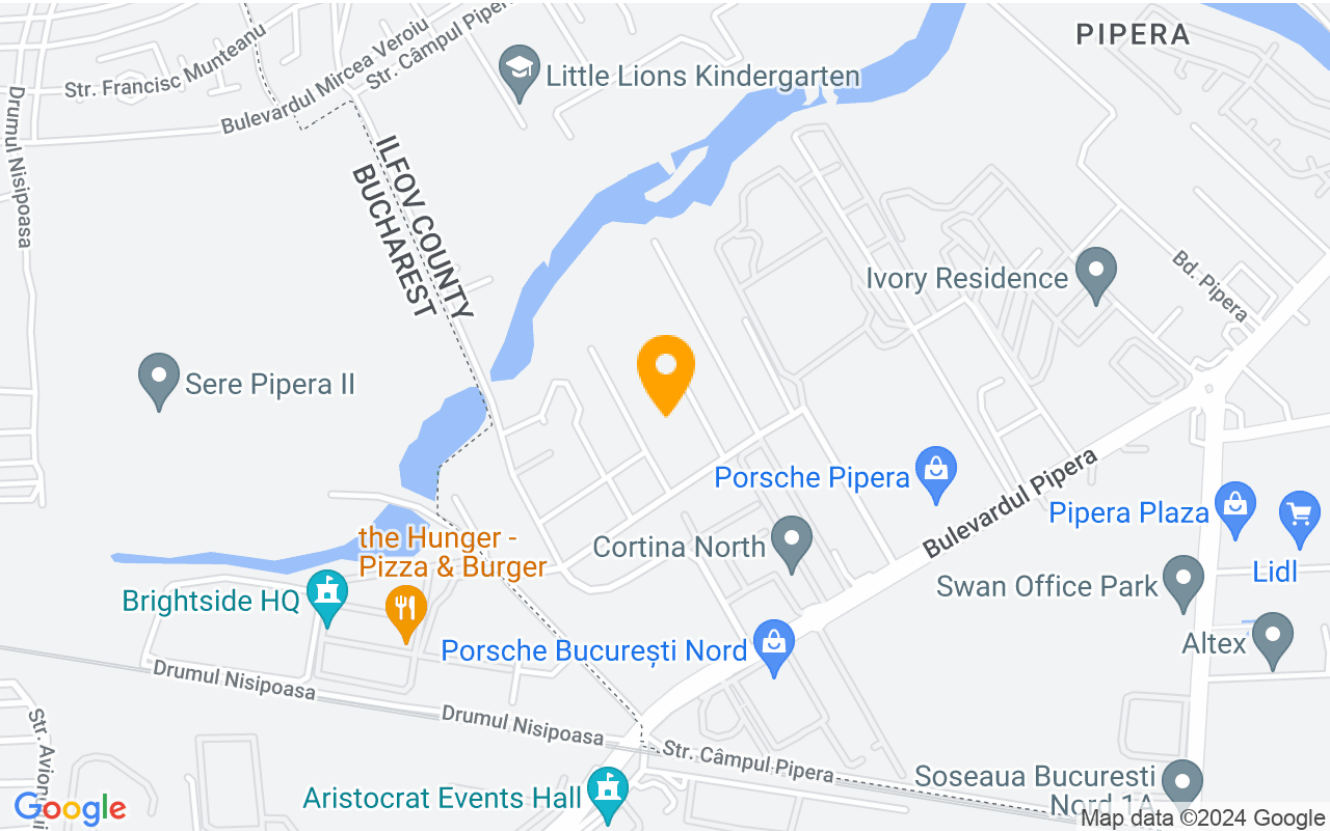 PIPERA
Str. Francisc Munteanu
Bulevardul Mircea Veroiu
Str. Câmpul Pipera
Little Lions Kindergarten
Drumul Nisipoasa
ILFOV COUNTY
BUCHAREST
Ivory Residence
Bd. Pipera
Sere Pipera II
Porsche Pipera
Bulevardul Pipera
Pipera Plaza
Lidl
the Hunger -
Pizza & Burger
Cortina North
Swan Office Park
Brightside HQ
Altex
Porsche București Nord
Drumul Nisipoasa
Drumul Nisipoasa
Str. Câmpul Pipera
Aristocrat Events Hall
Soseaua Bucuresti
Nord 1A
Google
Map data ©2024 Google